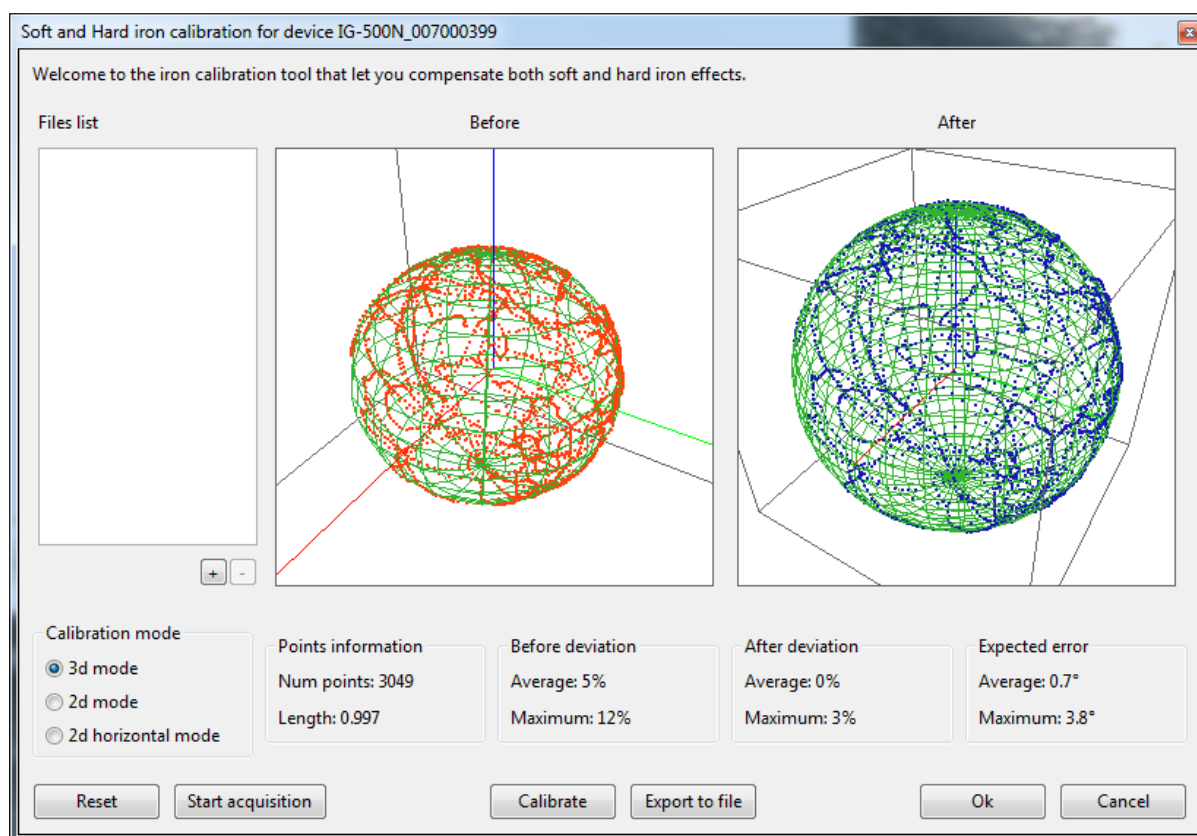 Soft and Hard iron calibration for device IG-500N_007000399
Welcome to the iron calibration tool that let you compensate both soft and hard iron effects.
Files list
Before
After
+
-
Calibration mode
3d mode
2d mode
2d horizontal mode
Points information
Num points: 3049
Length: 0.997
Before deviation
Average: 5%
Maximum: 12%
After deviation
Average: 0%
Maximum: 3%
Expected error
Average: 0.7°
Maximum: 3.8°
Reset
Start acquisition
Calibrate
Export to file
Ok
Cancel